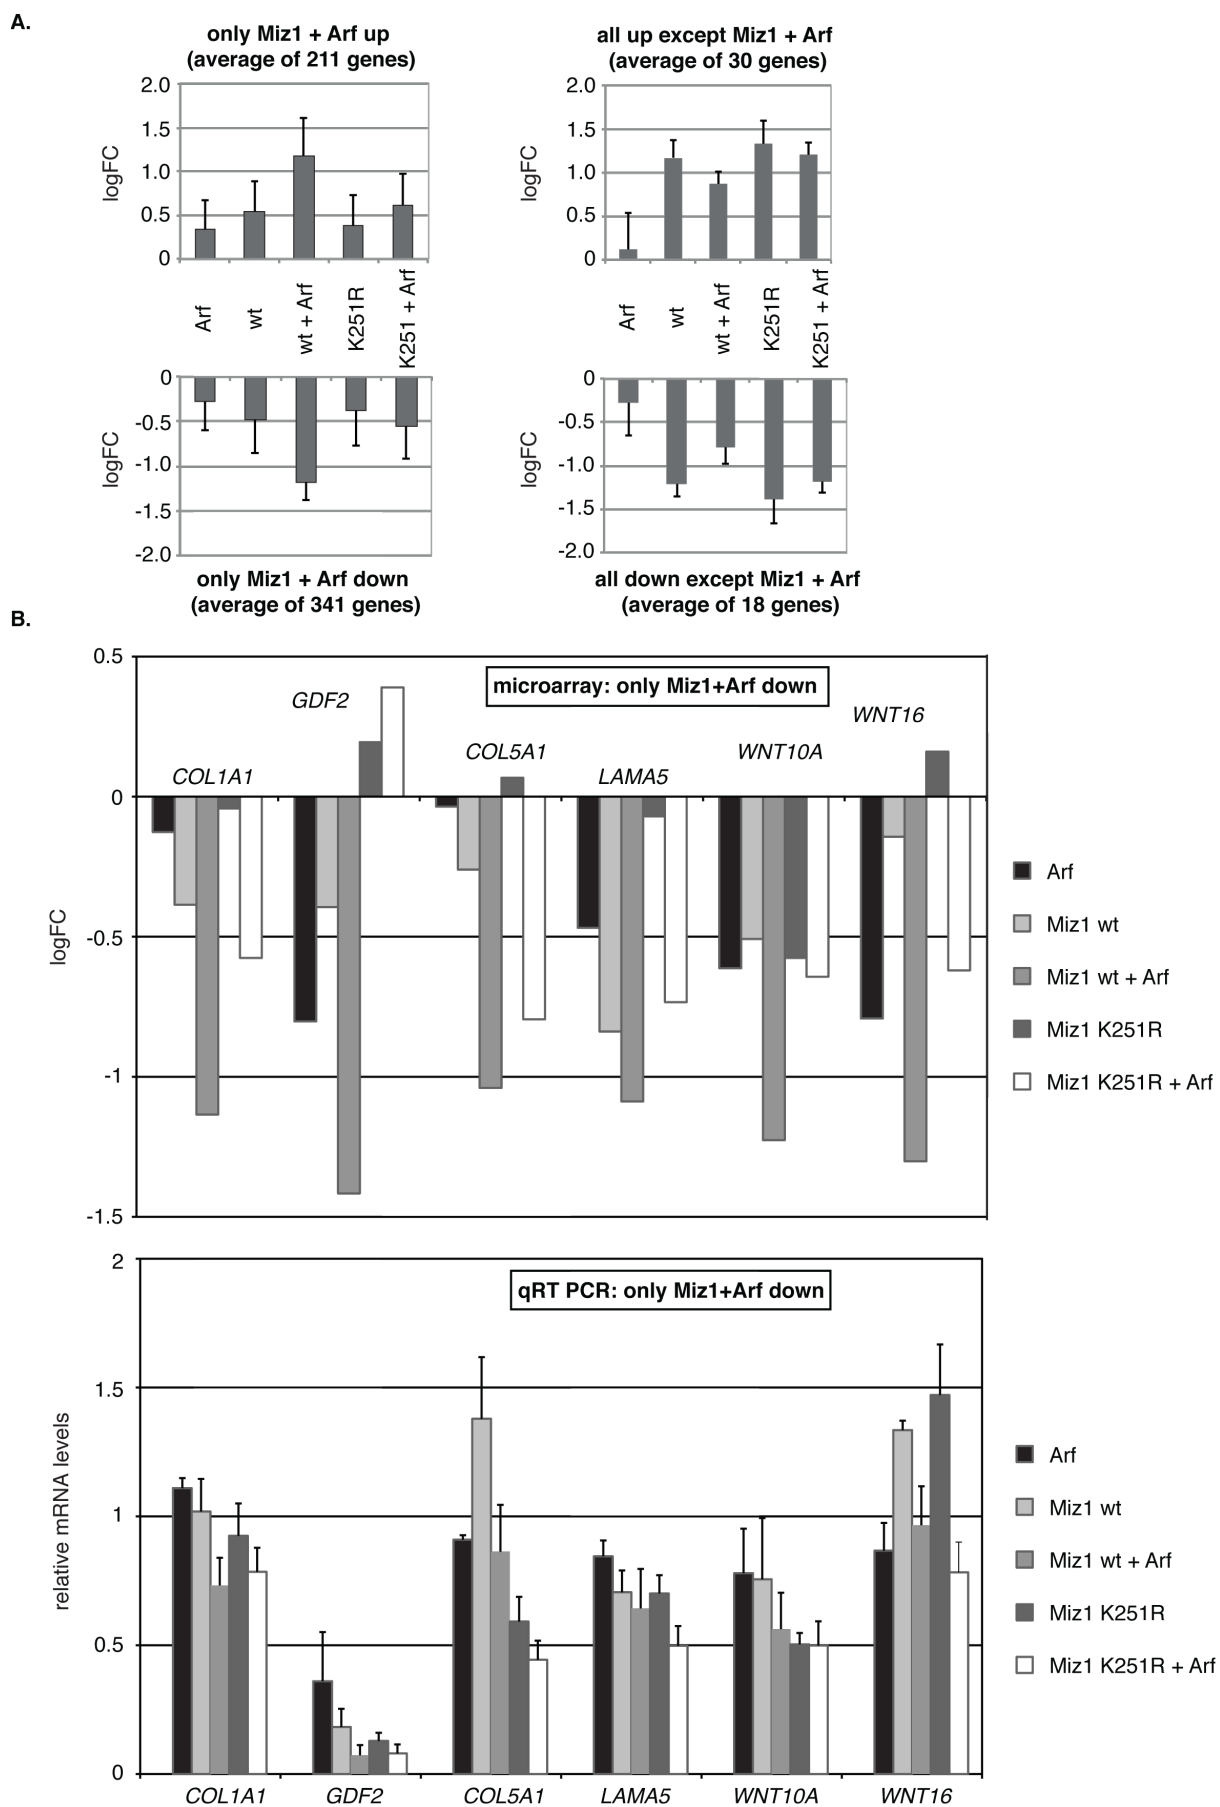 A.
only Miz1 + Arf up
(average of 211 genes)
all up except Miz1 + Arf
(average of 30 genes)
2.0
1.5
1.0
0.5
0
logFC
2.0
1.5
1.0
0.5
0
logFC
Arf
wt
wt + Arf
K251R
K251 + Arf
Arf
wt
wt + Arf
K251R
K251 + Arf
0
-0.5
-1.0
-1.5
-2.0
logFC
0
-0.5
-1.0
-1.5
-2.0
logFC
only Miz1 + Arf down
(average of 341 genes)
all down except Miz1 + Arf
(average of 18 genes)
B.
0.5
0
-0.5
-1
-1.5
logFC
microarray: only Miz1+Arf down
COL1A1
GDF2
COL5A1
LAMA5
WNT10A
WNT16
Arf
Miz1 wt
Miz1 wt + Arf
Miz1 K251R
Miz1 K251R + Arf
2
1.5
1
0.5
0
relative mRNA levels
qRT PCR: only Miz1+Arf down
Arf
Miz1 wt
Miz1 wt + Arf
Miz1 K251R
Miz1 K251R + Arf
COL1A1
GDF2
COL5A1
LAMA5
WNT10A
WNT16